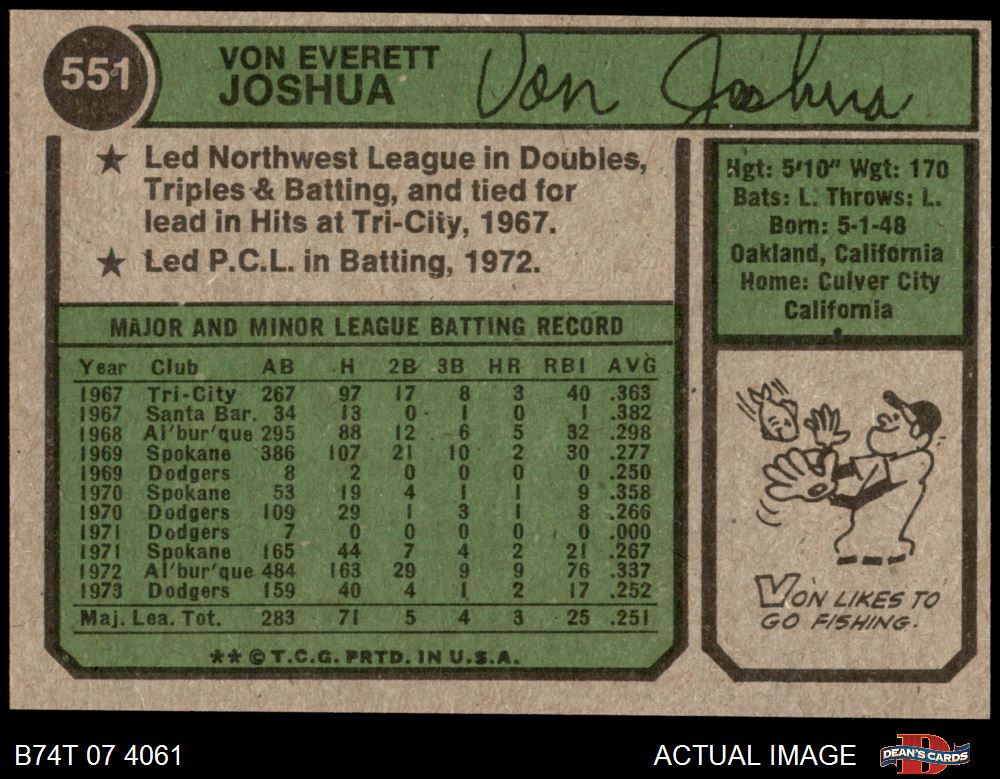 551
VON EVERETT
JOSHUA
Von Joshua
★ Led Northwest League in Doubles,
Triples & Batting, and tied for
lead in Hits at Tri-City, 1967.
★ Led P.C.L. in Batting, 1972.
Hgt: 5'10" Wgt: 170
Bats: L. Throws: L.
Born: 5-1-48
Oakland, California
Home: Culver City
California
MAJOR AND MINOR LEAGUE BATTING RECORD
Year Club AB H 2B 3B HR RBI AVG
1967 Tri-City 267 97 17 8 3 40 .363
1967 Santa Bar. 34 13 0 1 0 1 .382
1968 Al'bur'que 295 88 12 6 5 32 .298
1969 Spokane 386 107 21 10 2 30 .277
1969 Dodgers 8 2 0 0 0 0 .250
1970 Spokane 53 19 4 1 1 9 .358
1970 Dodgers 109 29 1 3 1 8 .266
1971 Dodgers 7 0 0 0 0 0 .000
1971 Spokane 165 44 7 4 2 21 .267
1972 Al'bur'que 484 163 29 9 9 76 .337
1973 Dodgers 159 40 4 1 2 17 .252
Maj. Lea. Tot. 283 71 5 4 3 25 .251
** © T.C.G. PRTD. IN U.S.A.
VON LIKES TO
GO FISHING.
B74T 07 4061
ACTUAL IMAGE
DEAN'S CARDS